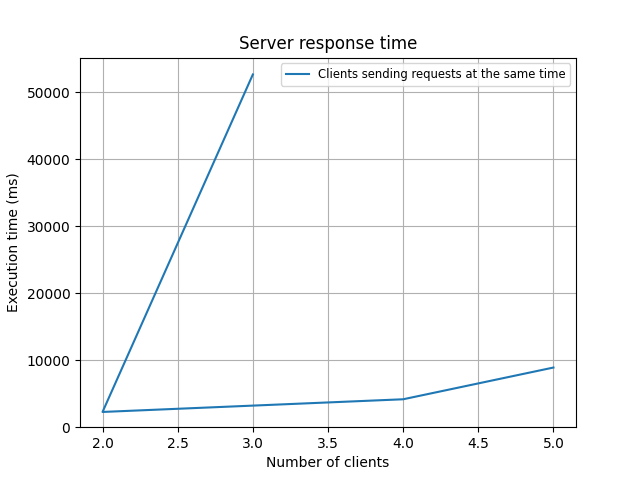 Server response time
Clients sending requests at the same time
Execution time (ms)
50000
40000
30000
20000
10000
0
2.0 2.5 3.0 3.5 4.0 4.5 5.0
Number of clients